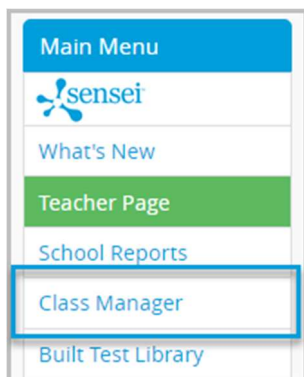 Main Menu
sensei
What's New
Teacher Page
School Reports
Class Manager
Built Test Library